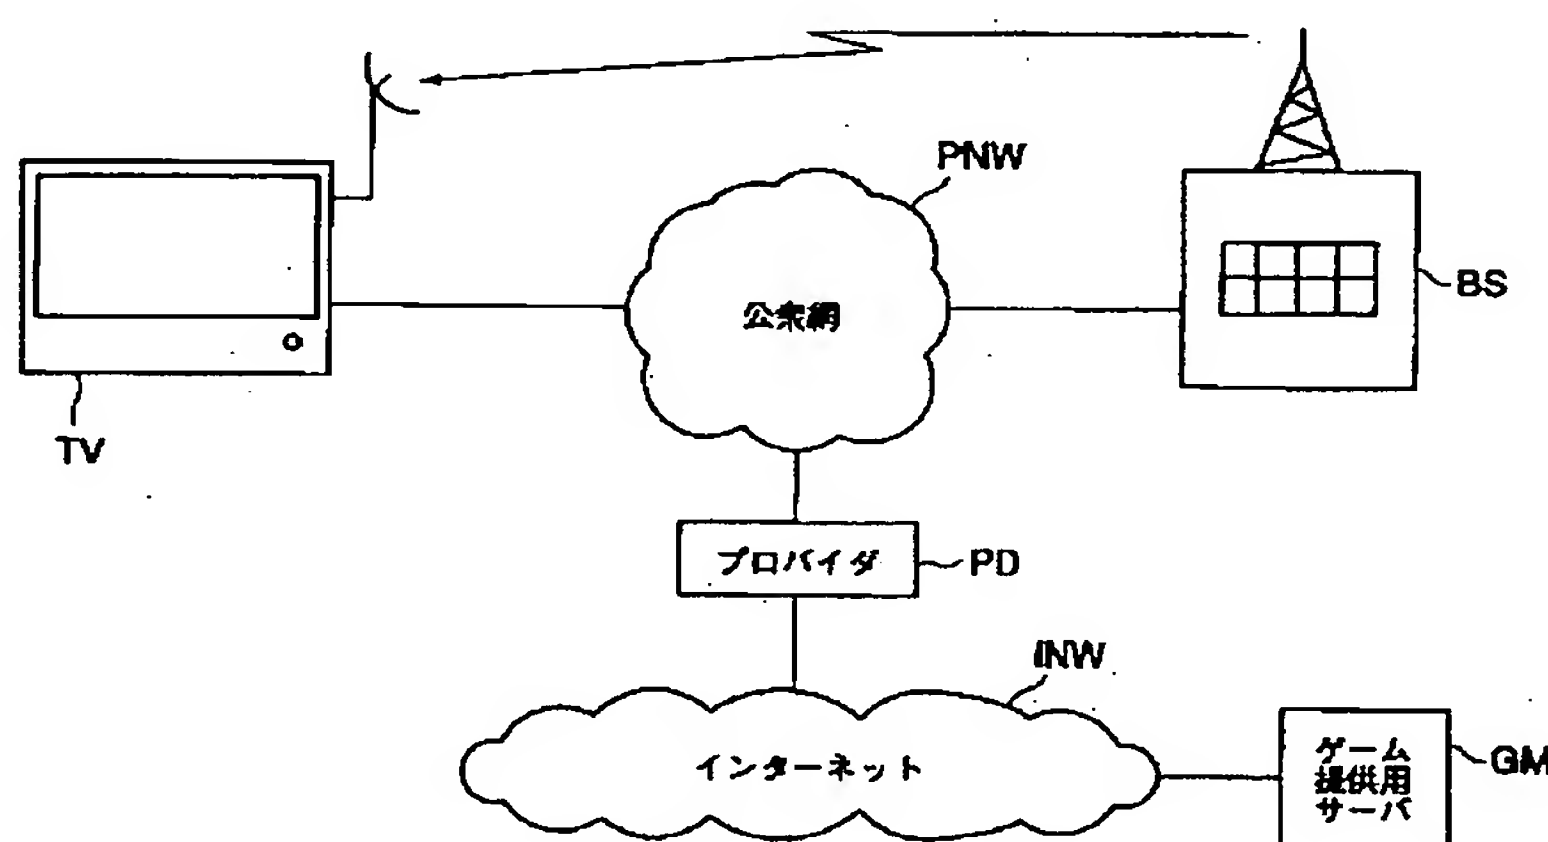 PNW
公衆網
BS
TV
プロバイダ
PD
INW
インターネット
ゲーム
提供用
サーバ
GM